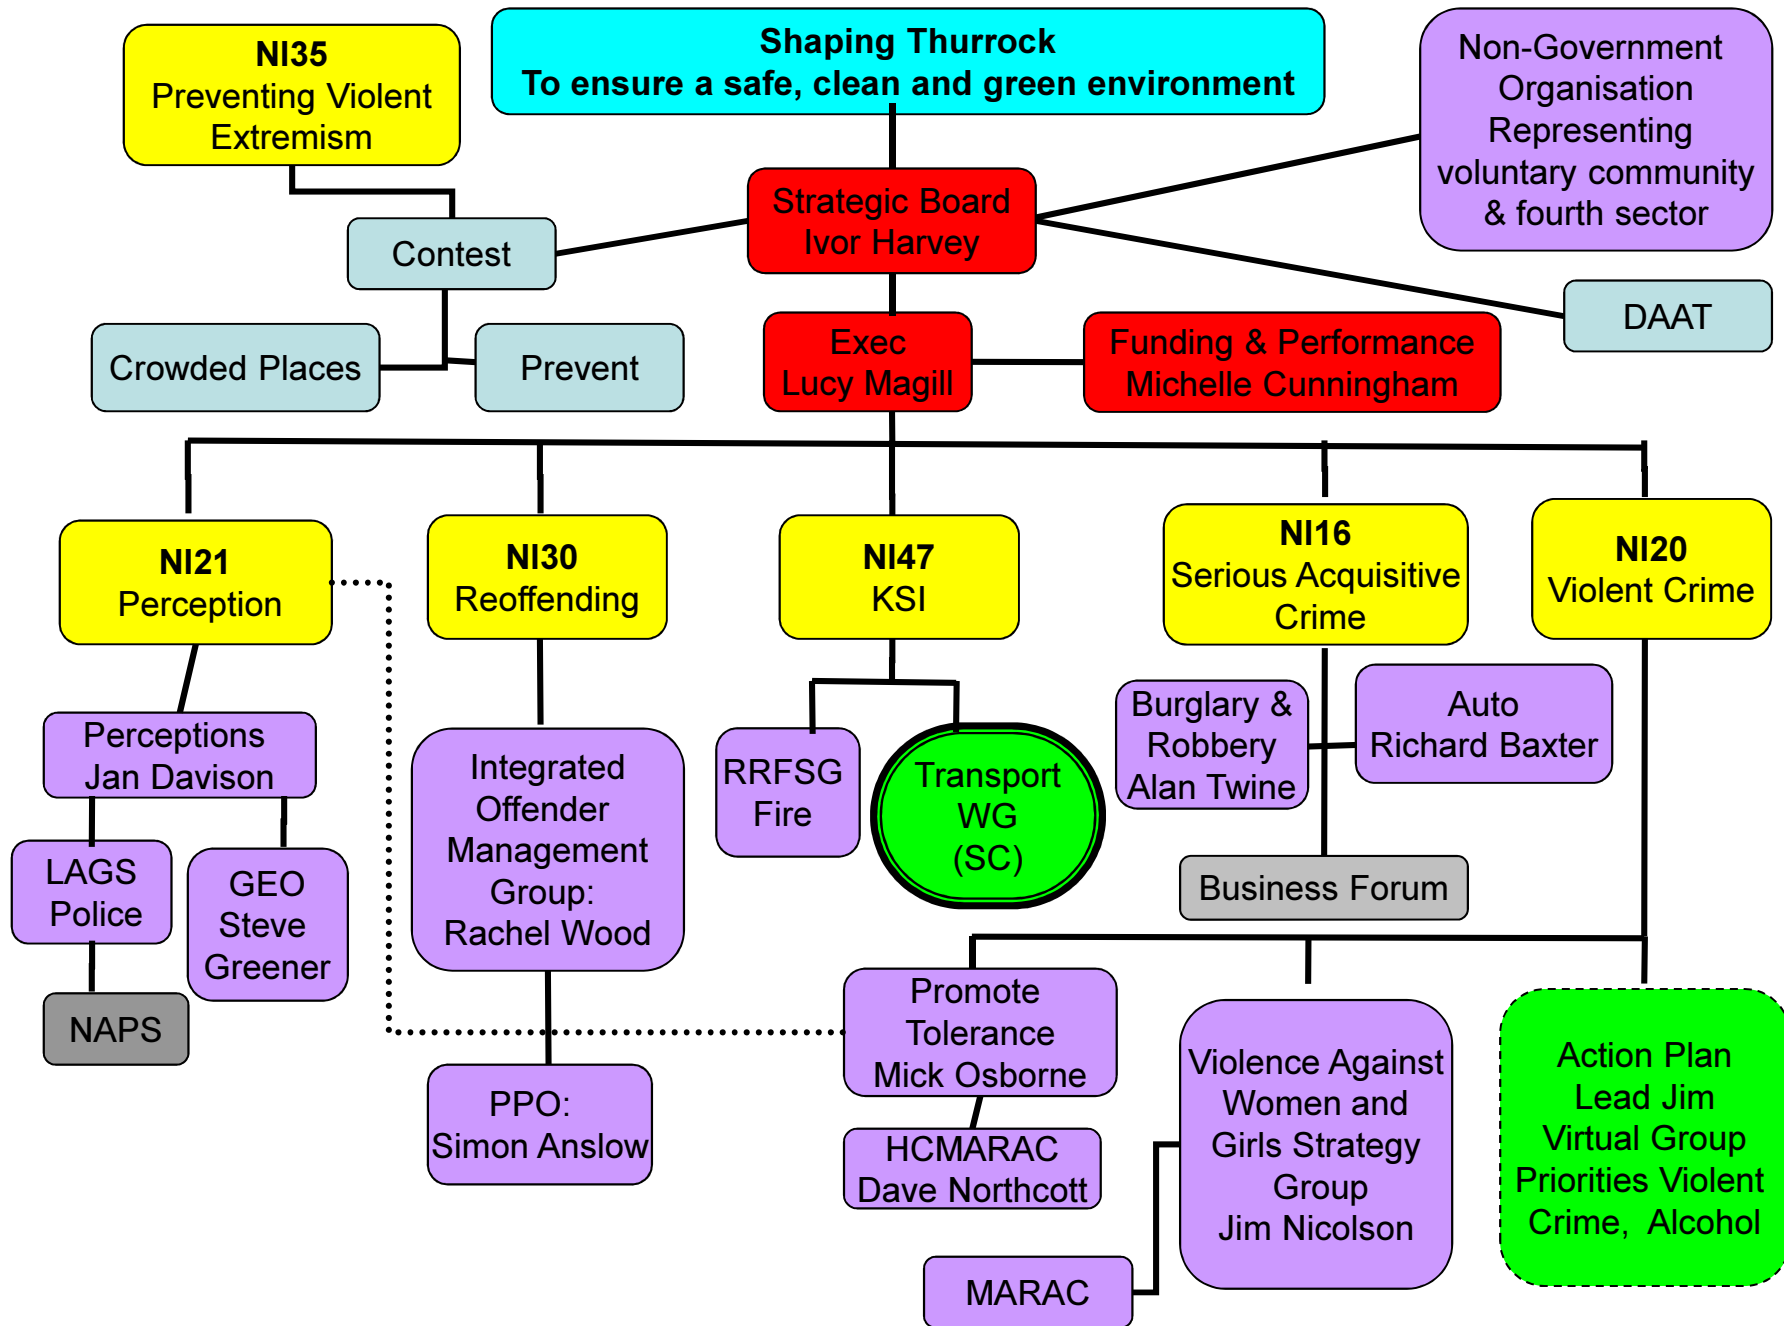 NI35
Preventing Violent
Extremism
Shaping Thurrock
To ensure a safe, clean and green environment
Non-Government
Organisation
Representing
voluntary community
& fourth sector
Strategic Board
Ivor Harvey
Contest
DAAT
Crowded Places
Prevent
Exec
Lucy Magill
Funding & Performance
Michelle Cunningham
NI21
Perception
NI30
Reoffending
NI47
KSI
NI16
Serious Acquisitive
Crime
NI20
Violent Crime
Perceptions
Jan Davison
LAGS
Police
GEO
Steve
Greener
NAPS
Integrated
Offender
Management
Group:
Rachel Wood
PPO:
Simon Anslow
RRFSG
Fire
Transport
WG
(SC)
Burglary &
Robbery
Alan Twine
Auto
Richard Baxter
Business Forum
Promote
Tolerance
Mick Osborne
HCMARAC
Dave Northcott
Violence Against
Women and
Girls Strategy
Group
Jim Nicolson
MARAC
Action Plan
Lead Jim
Virtual Group
Priorities Violent
Crime, Alcohol